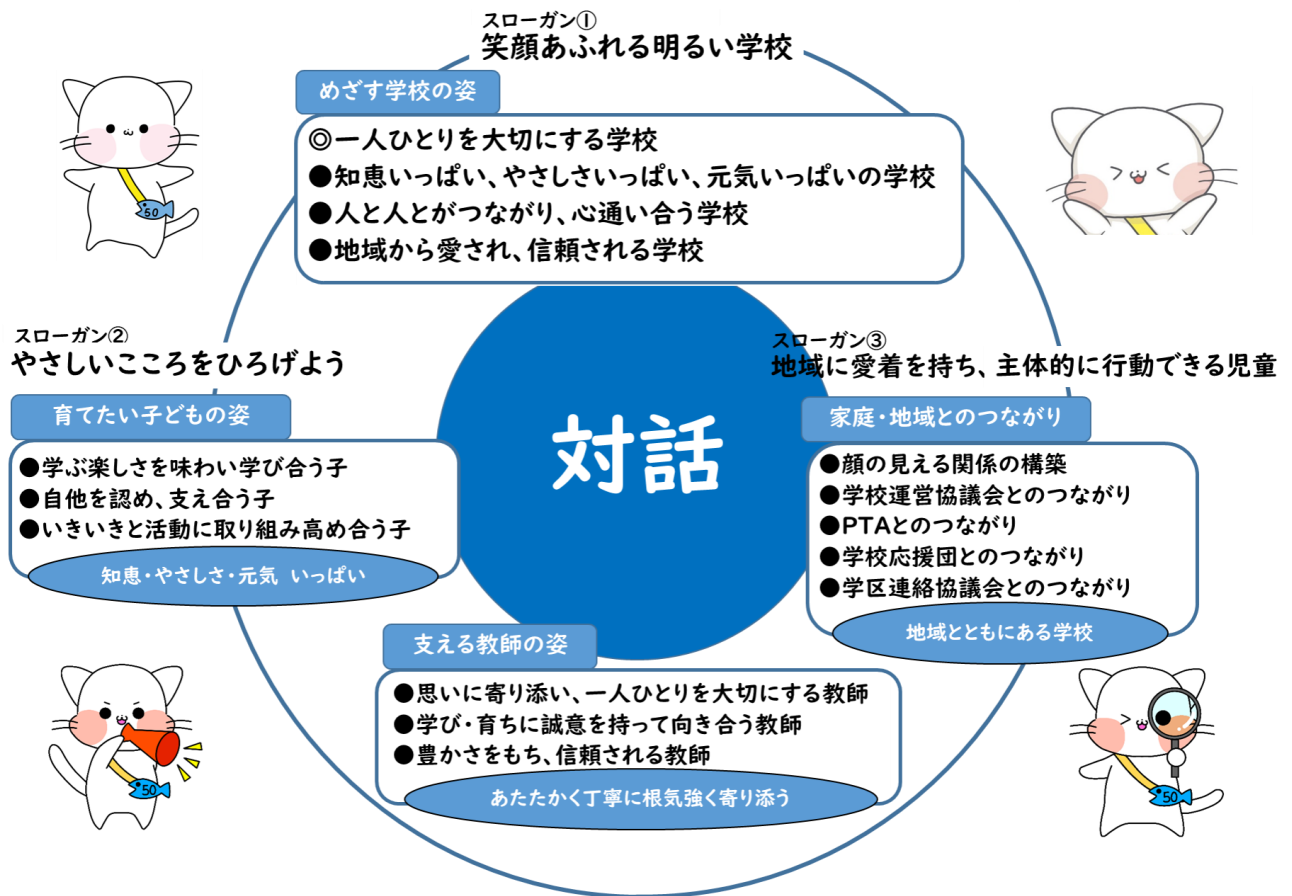 スローガン①
笑顔あふれる明るい学校
めざす学校の姿
◎一人ひとりを大切にする学校
●知恵いっぱい、やさしさいっぱい、元気いっぱいの学校
●人と人とがつながり、心通い合う学校
●地域から愛され、信頼される学校
50
スローガン②
やさしいこころをひろげよう
育てたい子どもの姿
●学ぶ楽しさを味わい学び合う子
●自他を認め、支え合う子
●いきいきと活動に取り組み高め合う子
知恵・やさしさ・元気 いっぱい
対話
スローガン③
地域に愛着を持ち、主体的に行動できる児童
家庭・地域とのつながり
●顔の見える関係の構築
●学校運営協議会とのつながり
●PTAとのつながり
●学校応援団とのつながり
●学区連絡協議会とのつながり
地域とともにある学校
支える教師の姿
●思いに寄り添い、一人ひとりを大切にする教師
●学び・育ちに誠意を持って向き合う教師
●豊かさをもち、信頼される教師
あたたかく丁寧に根気強く寄り添う
50
50